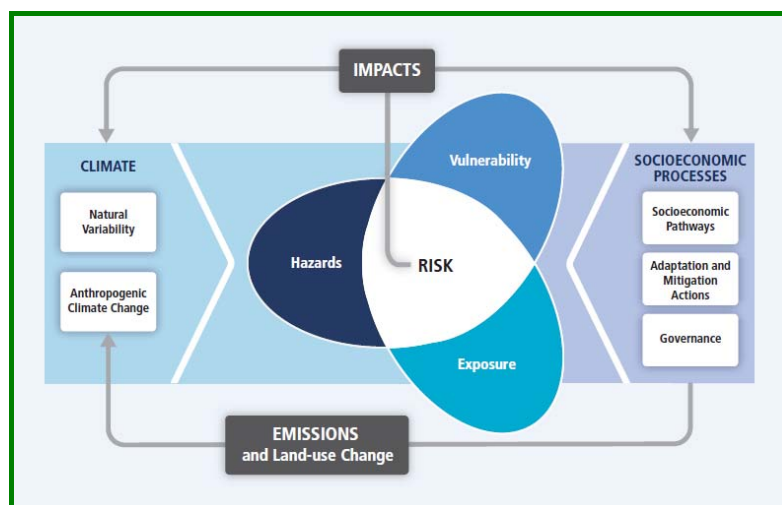 IMPACTS
CLIMATE
Natural
Variability
Anthropogenic
Climate Change
Vulnerability
Hazards
RISK
Exposure
SOCIOECONOMIC
PROCESSES
Socioeconomic
Pathways
Adaptation and
Mitigation
Actions
Governance
EMISSIONS
and Land-use Change